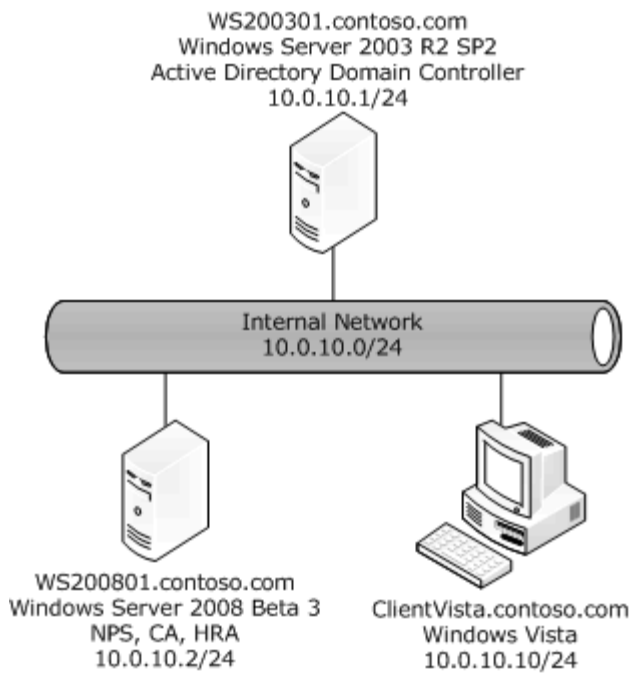 WS200301.contoso.com
Windows Server 2003 R2 SP2
Active Directory Domain Controller
10.0.10.1/24
Internal Network
10.0.10.0/24
WS200801.contoso.com
Windows Server 2008 Beta 3
NPS, CA, HRA
10.0.10.2/24
ClientVista.contoso.com
Windows Vista
10.0.10.10/24